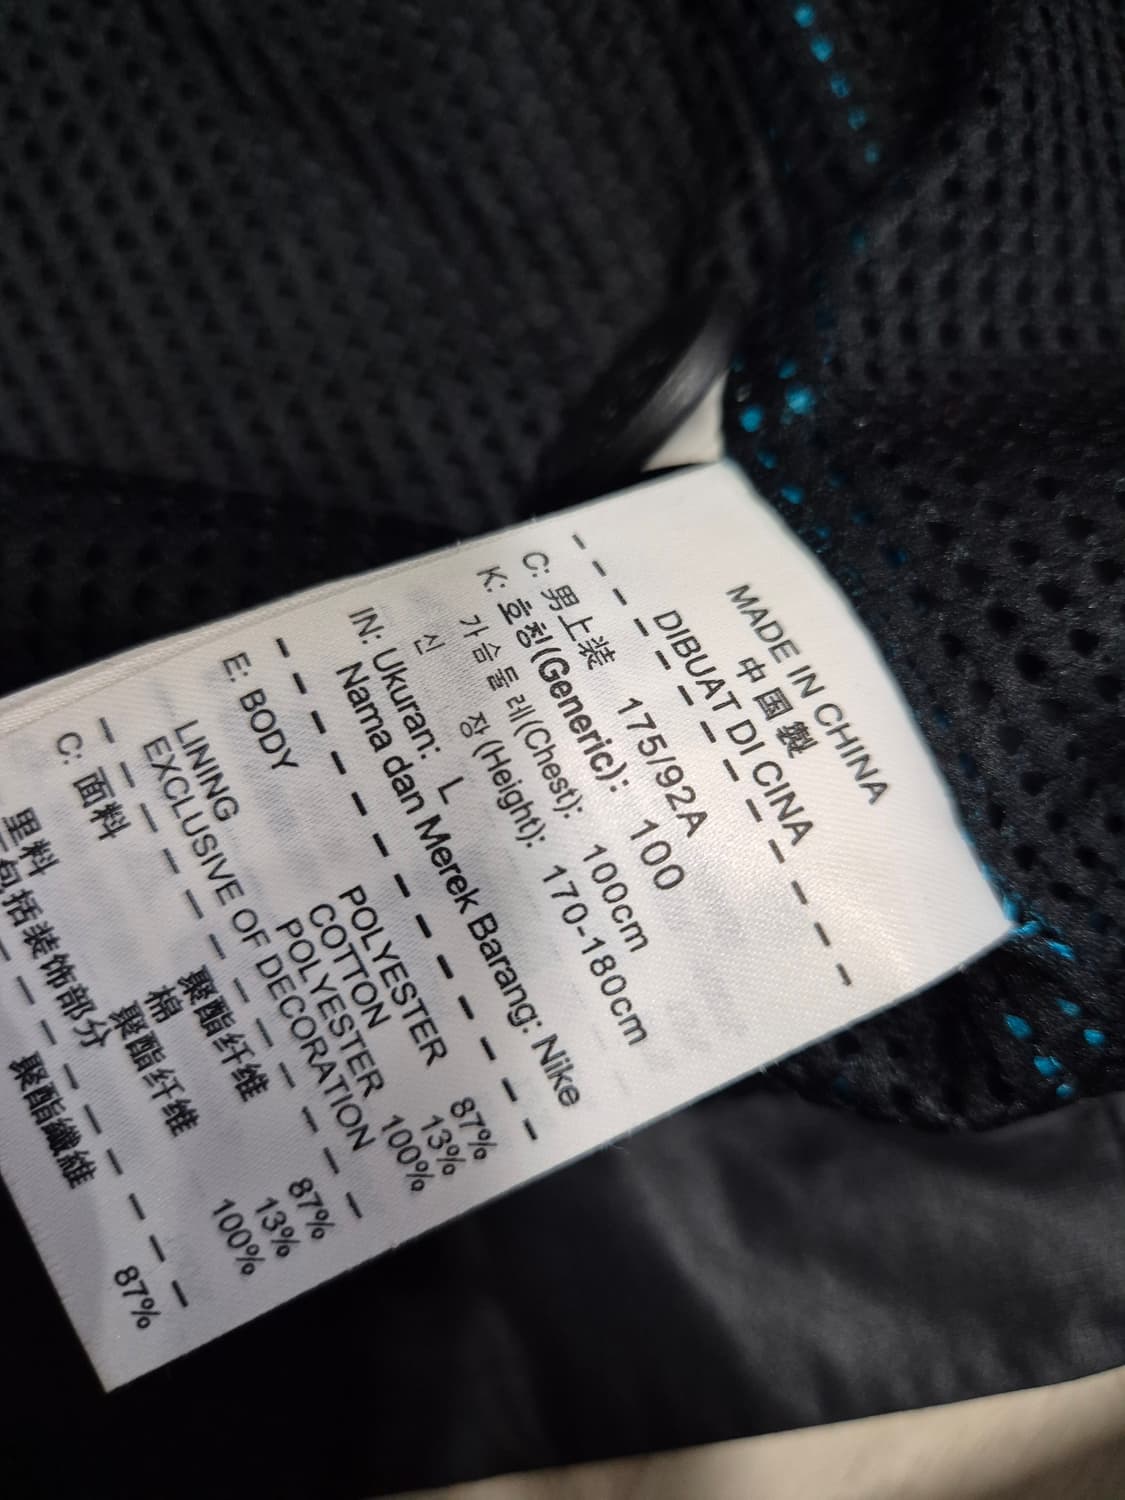 MADE IN CHINA
中国製
DIBUAT DI CINA
C: 男上装 175/92A
K: 호칭(Generic): 100
가슴둘레(Chest): 100cm
신 장(Height): 170-180cm
IN: Ukuran: L
Nama dan Merek Barang: Nike
E: BODY POLYESTER 87%
COTTON 13%
LINING POLYESTER 100%
EXCLUSIVE OF DECORATION
C: 面料 聚酯纤维 87%
棉 13%
里料 聚酯纤维 100%
包括装饰部分
聚酯纖維 87%